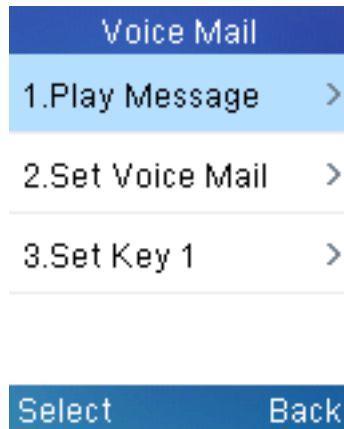 Voice Mail
1.Play Message
2.Set Voice Mail
3.Set Key 1
Select Back